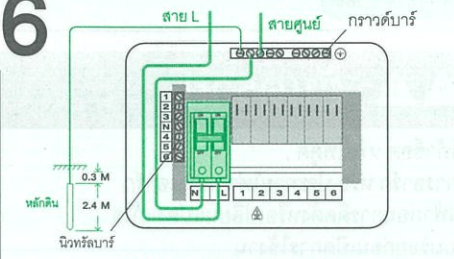 6
สาย L
สายศูนย์
กราวด์บาร์
1
2
3
N
4
5
6
N L 1 2 3 4 5 6
0.3 M
หลักดิน
2.4 M
นิวทรัลบาร์